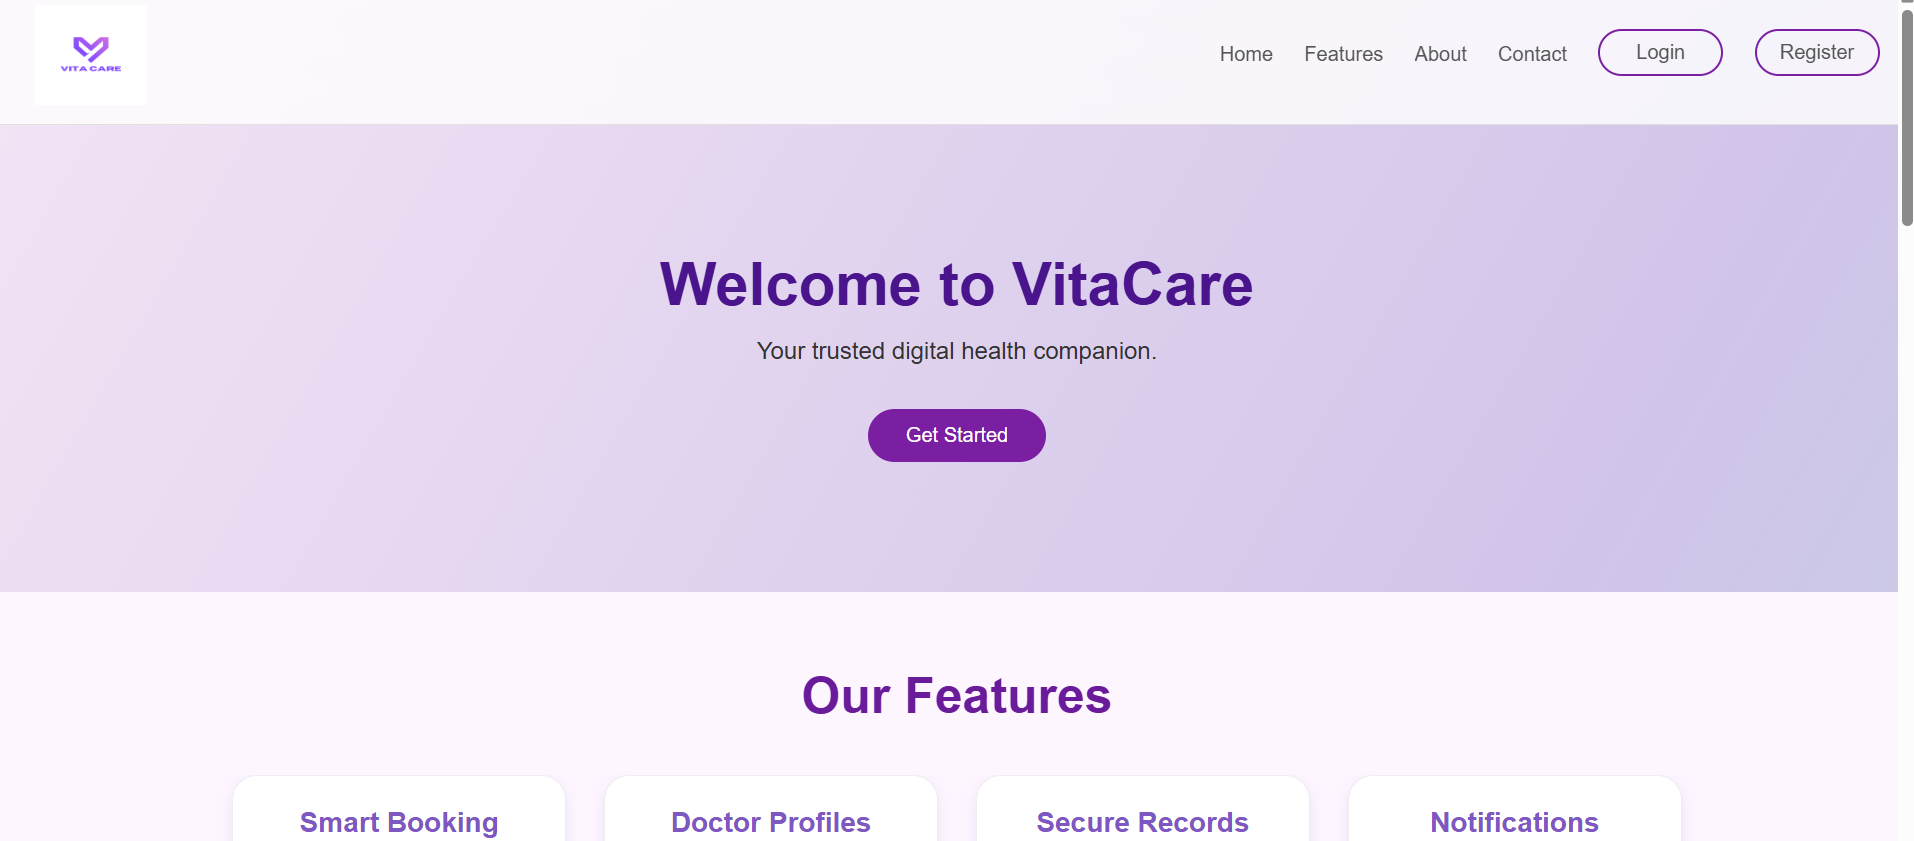 VITA CARE
Home Features About Contact Login Register
Welcome to VitaCare
Your trusted digital health companion.
Get Started
Our Features
Smart Booking Doctor Profiles Secure Records Notifications